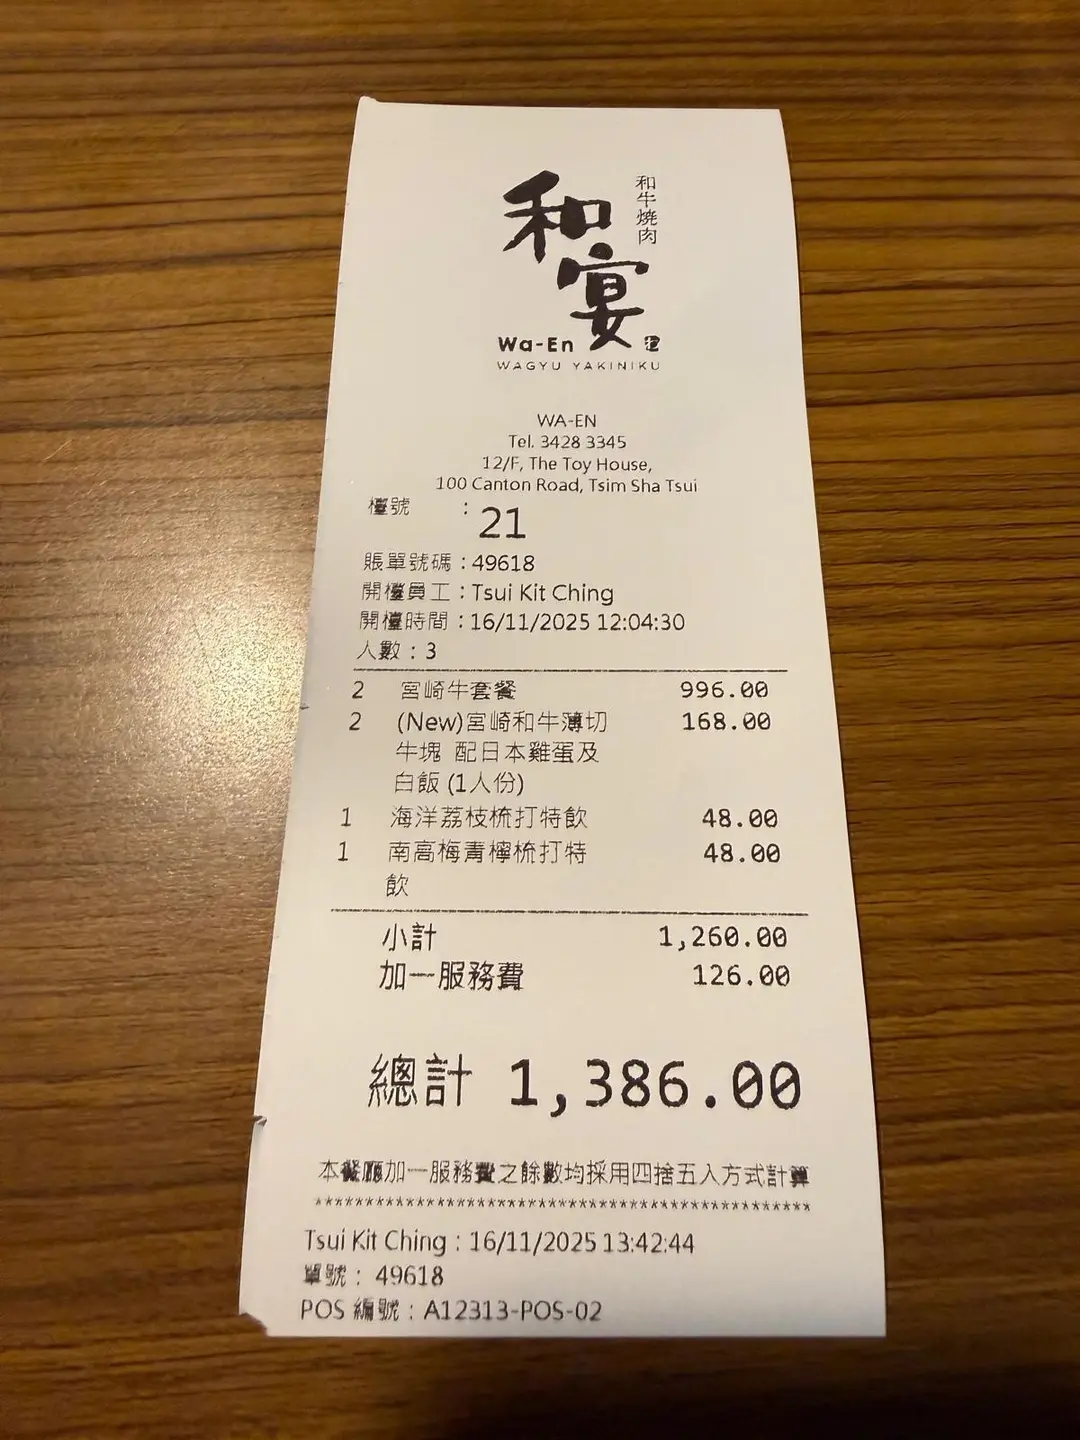 和宴
和牛燒肉
Wa-En
WAGYU YAKINIKU
WA-EN
Tel. 3428 3345
12/F, The Toy House,
100 Canton Road, Tsim Sha Tsui
檯號 : 21
賬單號碼 : 49618
開檯員工 : Tsui Kit Ching
開檯時間 : 16/11/2025 12:04:30
人數 : 3
2 宮崎牛套餐 996.00
2 (New)宮崎和牛薄切 168.00
牛塊 配日本雞蛋及
白飯 (1人份)
1 海洋荔枝梳打特飲 48.00
1 南高梅青檸梳打特 48.00
飲
小計 1,260.00
加一服務費 126.00
總計 1,386.00
本餐廳加一服務費之餘數均採用四捨五入方式計算
************************************************
Tsui Kit Ching : 16/11/2025 13:42:44
單號 : 49618
POS 編號 : A12313-POS-02